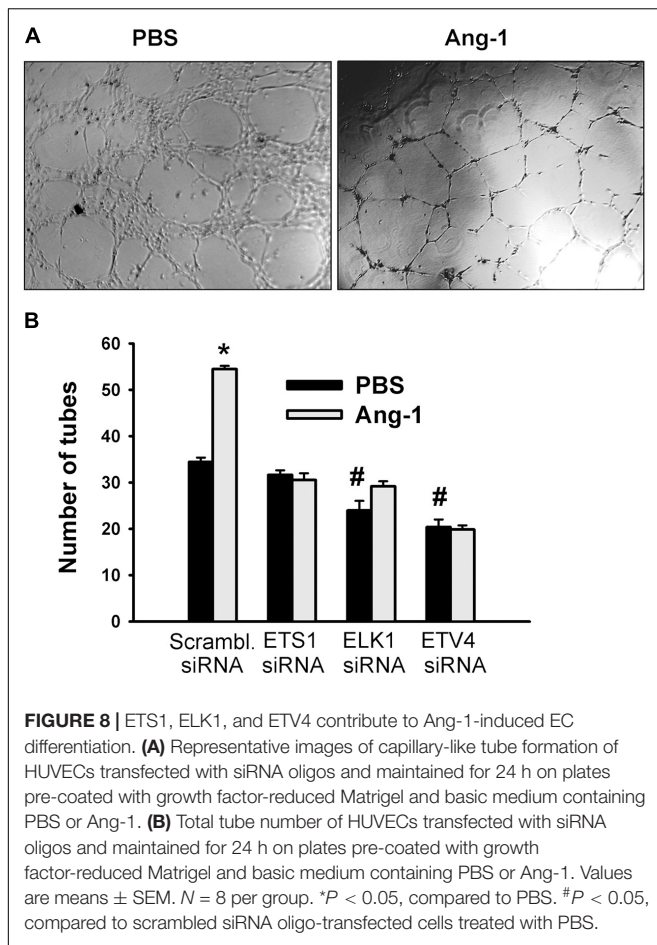 A
PBS
Ang-1
B
60
50
40
30
20
10
0
Number of tubes
*
#
#
PBS
Ang-1
Scrambl. siRNA
ETS1 siRNA
ELK1 siRNA
ETV4 siRNA
FIGURE 8 | ETS1, ELK1, and ETV4 contribute to Ang-1-induced EC
differentiation. (A) Representative images of capillary-like tube formation of
HUVECs transfected with siRNA oligos and maintained for 24 h on plates
pre-coated with growth factor-reduced Matrigel and basic medium containing
PBS or Ang-1. (B) Total tube number of HUVECs transfected with siRNA
oligos and maintained for 24 h on plates pre-coated with growth
factor-reduced Matrigel and basic medium containing PBS or Ang-1. Values
are means ± SEM. N = 8 per group. *P < 0.05, compared to PBS. #P < 0.05,
compared to scrambled siRNA oligo-transfected cells treated with PBS.